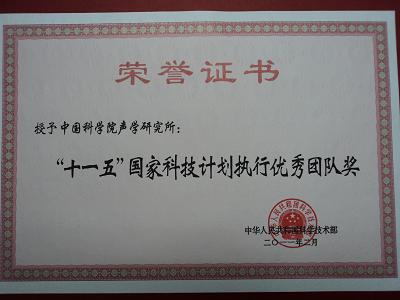 荣誉证书
授予中国科学院声学研究所：
“十一五”国家科技计划执行优秀团队奖
中华人民共和国科学技术部
二〇一一年二月